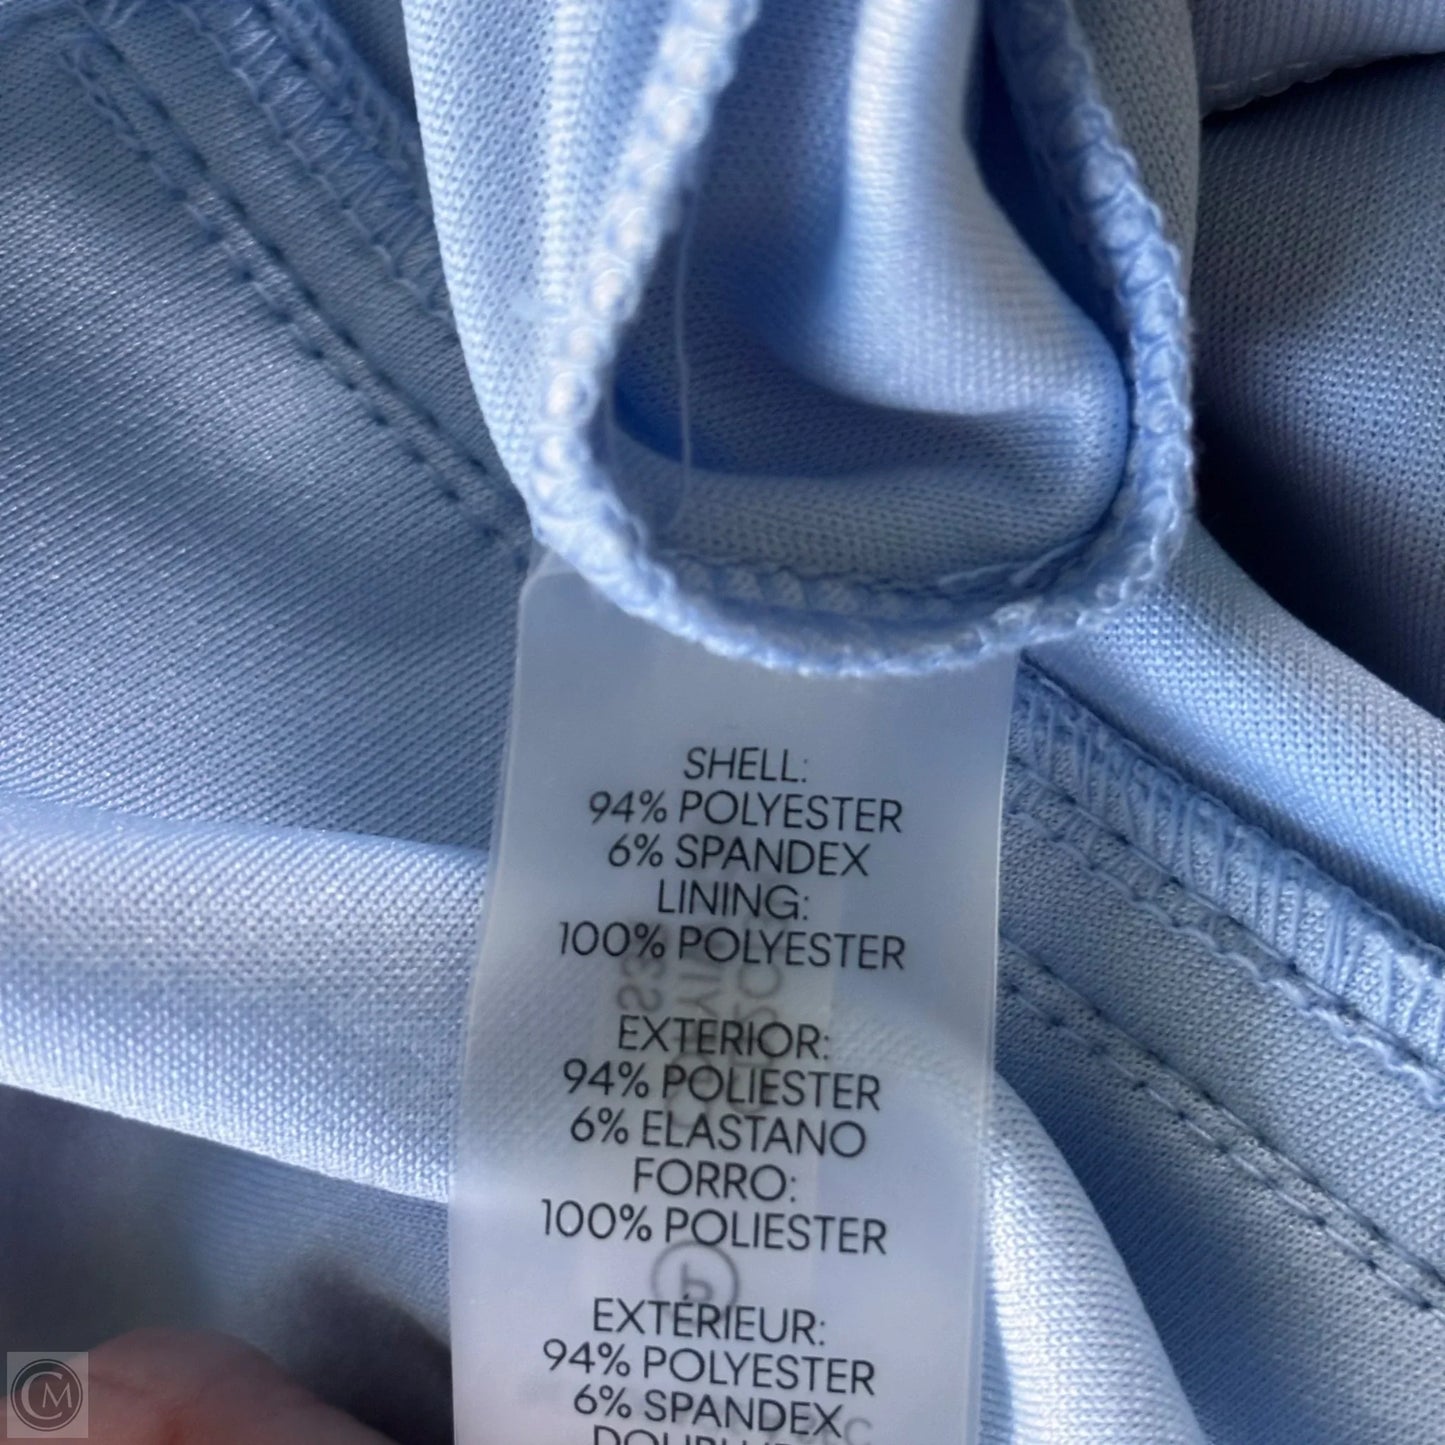 SHELL:
94% POLYESTER
6% SPANDEX
LINING:
100% POLYESTER
EXTERIOR:
94% POLIESTER
6% ELASTANO
FORRO:
100% POLIESTER
EXTÉRIEUR:
94% POLYESTER
6% SPANDEX
CM